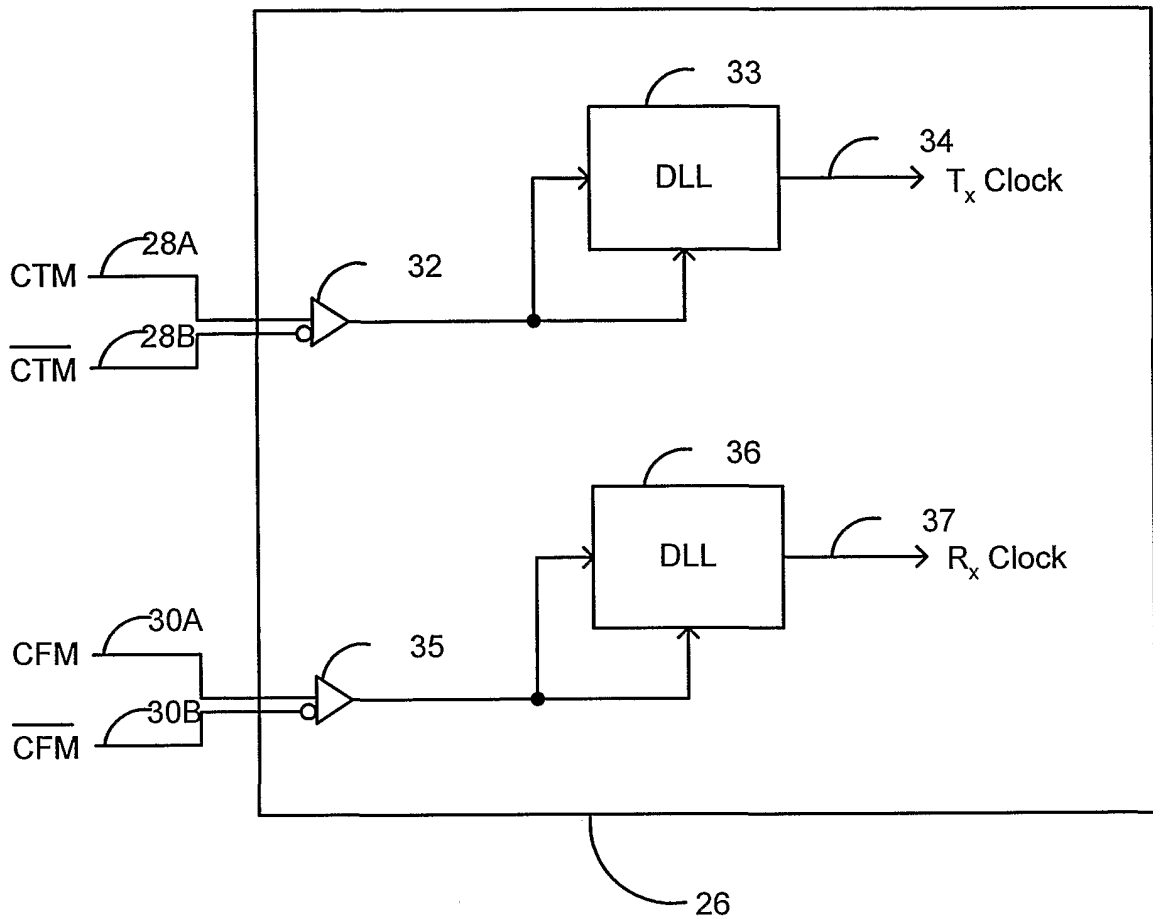 33
DLL
34
Tx Clock
28A
CTM
32
28B
CTM
36
DLL
37
Rx Clock
30A
CFM
35
30B
CFM
26